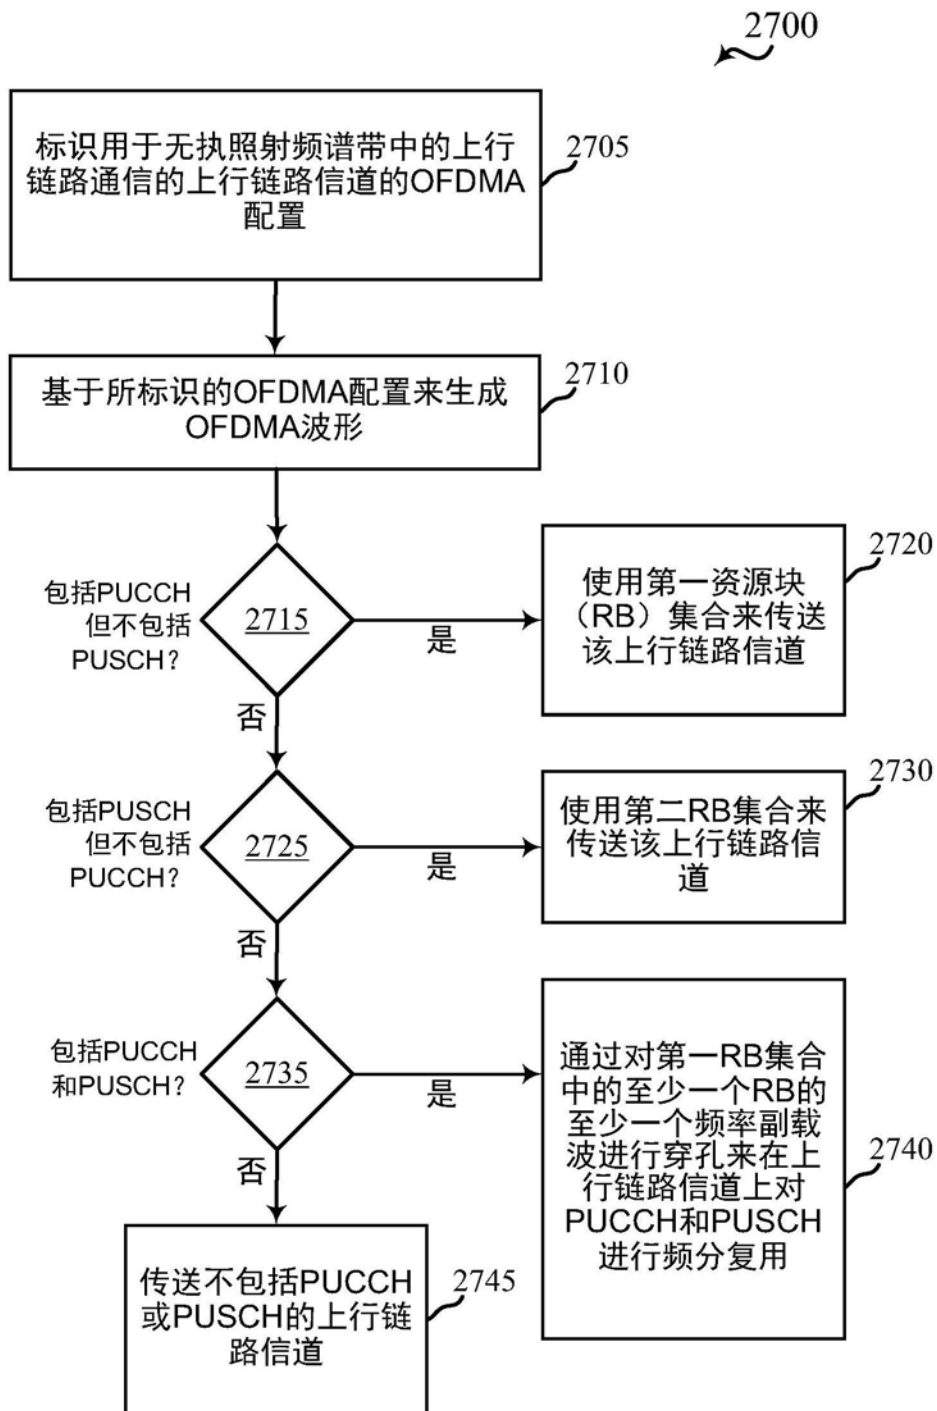 2700
标识用于无执照射频谱带中的上行
链路通信的上行链路信道的OFDMA
配置
2705
基于所标识的OFDMA配置来生成
OFDMA波形
2710
包括PUCCH
但不包括
PUSCH?
2715
是
使用第一资源块
（RB）集合来传送
该上行链路信道
2720
否
包括PUSCH
但不包括
PUCCH?
2725
是
使用第二RB集合来
传送该上行链路信
道
2730
否
包括PUCCH
和PUSCH?
2735
是
通过对第一RB集合
中的至少一个RB的
至少一个频率副载
波进行穿孔来在上
行链路信道上对
PUCCH和PUSCH
进行频分复用
2740
否
传送不包括PUCCH
或PUSCH的上行链
路信道
2745